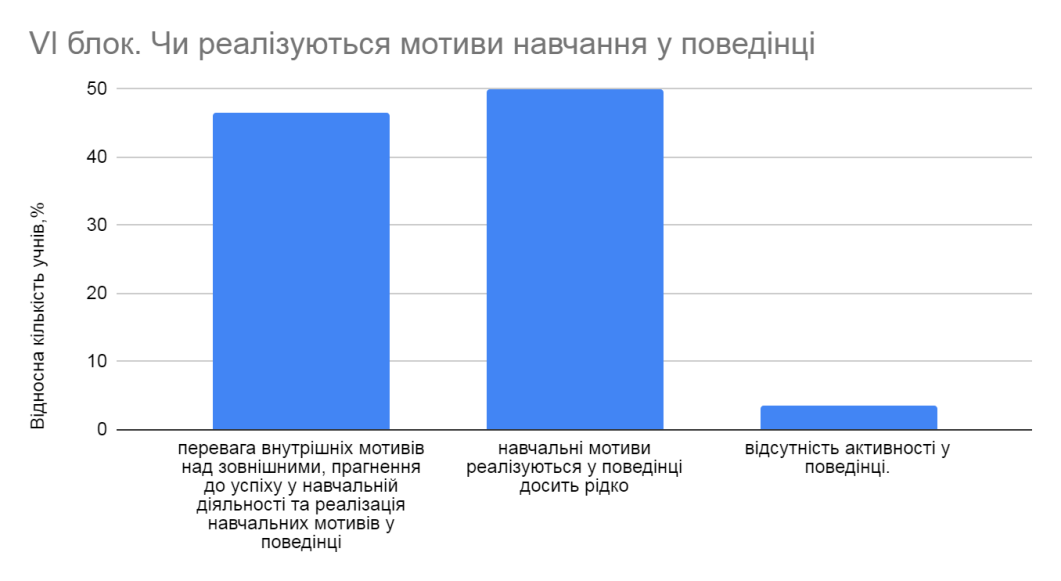 VI блок. Чи реалізуються мотиви навчання у поведінці
Відносна кількість учнів,%
50
40
30
20
10
0
перевага внутрішніх мотивів
над зовнішними, прагнення
до успіху у навчальній
діяльності та реалізація
навчальних мотивів у
поведінці
навчальні мотиви
реалізуються у поведінці
досить рідко
відсутність активності у
поведінці.